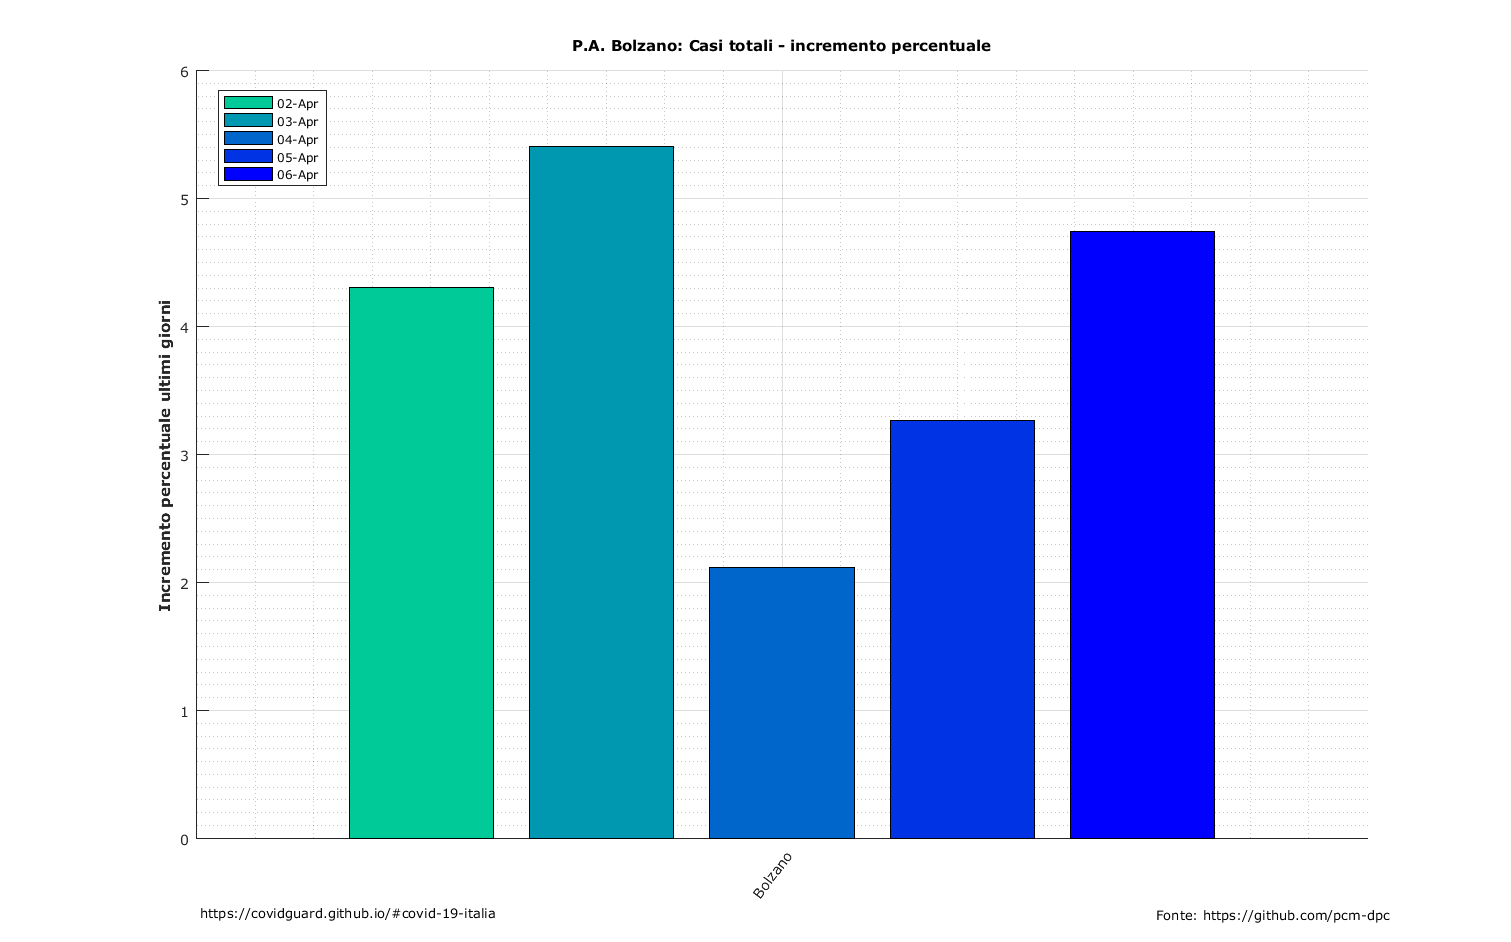 P.A. Bolzano: Casi totali - incremento percentuale
6
5
4
3
2
1
0
Incremento percentuale ultimi giorni
02-Apr
03-Apr
04-Apr
05-Apr
06-Apr
Bolzano
https://covidguard.github.io/#covid-19-italia
Fonte: https://github.com/pcm-dpc